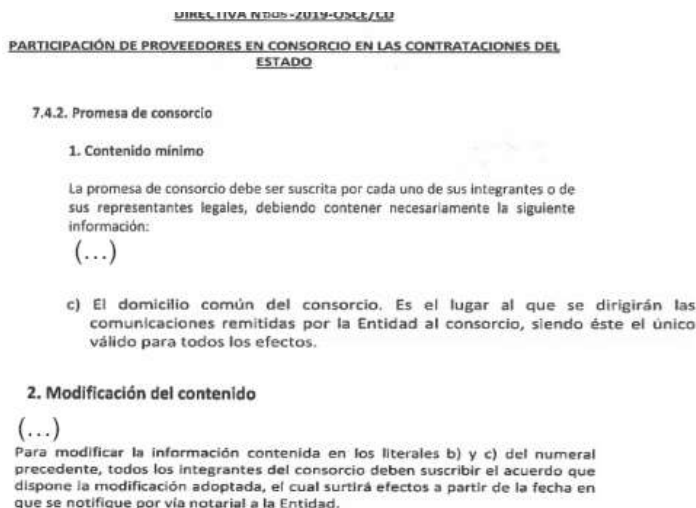 DIRECTIVA N°005-2019-OSCE/CD
PARTICIPACIÓN DE PROVEEDORES EN CONSORCIO EN LAS CONTRATACIONES DEL
ESTADO
7.4.2. Promesa de consorcio
1. Contenido mínimo
La promesa de consorcio debe ser suscrita por cada uno de sus integrantes o de
sus representantes legales, debiendo contener necesariamente la siguiente
información:
(...)
c) El domicilio común del consorcio. Es el lugar al que se dirigirán las
comunicaciones remitidas por la Entidad al consorcio, siendo éste el único
válido para todos los efectos.
2. Modificación del contenido
(...)
Para modificar la información contenida en los literales b) y c) del numeral
precedente, todos los integrantes del consorcio deben suscribir el acuerdo que
dispone la modificación adoptada, el cual surtirá efectos a partir de la fecha en
que se notifique por vía notarial a la Entidad.